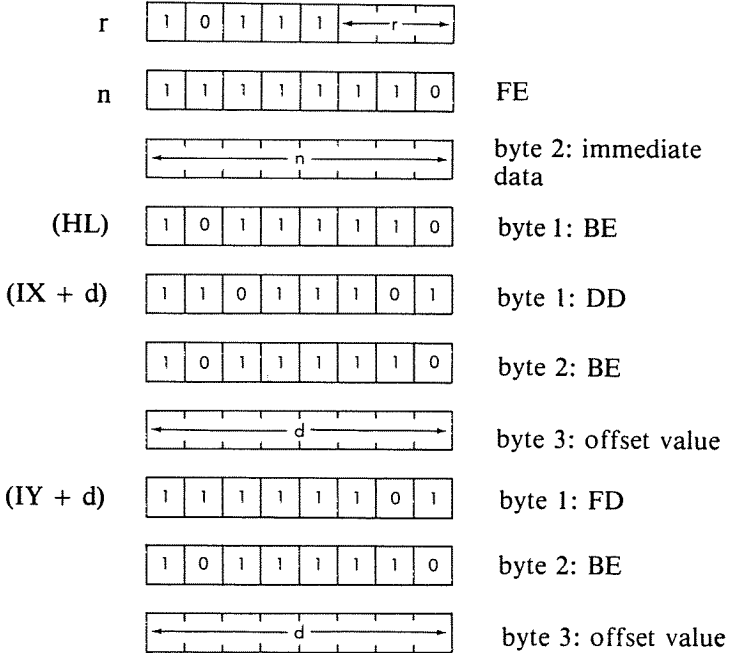 r 1 0 1 1 1 r
n 1 1 1 1 1 1 1 0 FE
n byte 2: immediate
data
(HL) 1 0 1 1 1 1 1 0 byte 1: BE
(IX + d) 1 1 0 1 1 1 0 1 byte 1: DD
1 0 1 1 1 1 1 0 byte 2: BE
d byte 3: offset value
(IY + d) 1 1 1 1 1 1 0 1 byte 1: FD
1 0 1 1 1 1 1 0 byte 2: BE
d byte 3: offset value